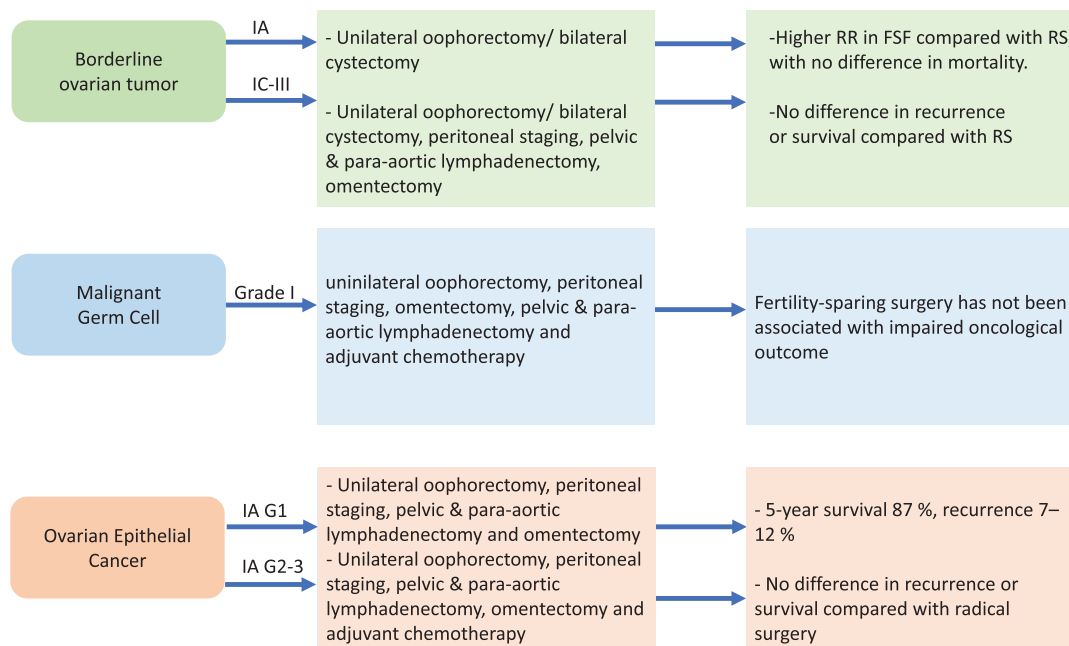 Borderline
ovarian tumor
IA
IC-III
- Unilateral oophorectomy/ bilateral
cystectomy
- Unilateral oophorectomy/ bilateral
cystectomy, peritoneal staging, pelvic
& para-aortic lymphadenectomy,
omentectomy
-Higher RR in FSF compared with RS,
with no difference in mortality.
-No difference in recurrence
or survival compared with RS
Malignant
Germ Cell
Grade I
uninilateral oophorectomy, peritoneal
staging, omentectomy, pelvic & para-
aortic lymphadenectomy and
adjuvant chemotherapy
Fertility-sparing surgery has not been
associated with impaired oncological
outcome
Ovarian Epithelial
Cancer
IA G1
IA G2-3
- Unilateral oophorectomy, peritoneal
staging, pelvic & para-aortic
lymphadenectomy and omentectomy
- Unilateral oophorectomy, peritoneal
staging, pelvic & para-aortic
lymphadenectomy, omentectomy and
adjuvant chemotherapy
- 5-year survival 87 %, recurrence 7–
12 %
- No difference in recurrence or
survival compared with radical
surgery